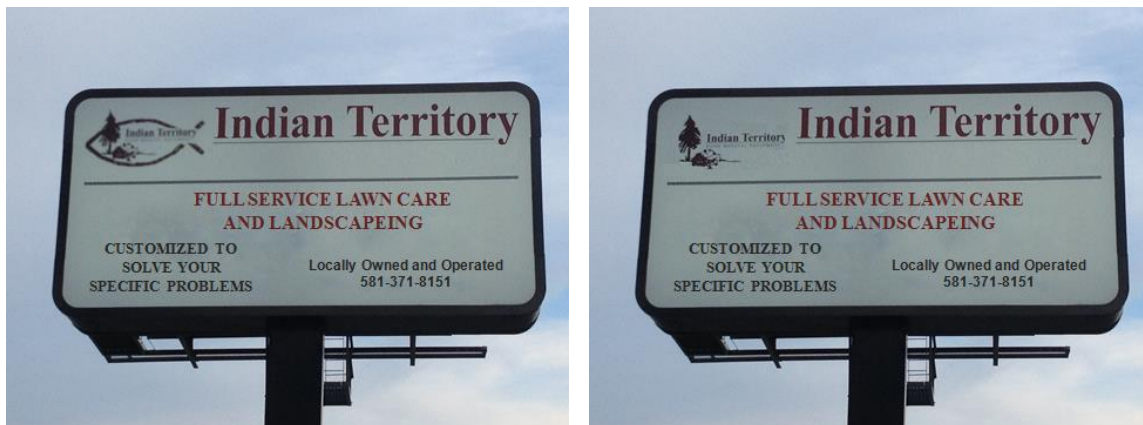 Indian Territory
Indian Territory
FULL SERVICE LAWN CARE
AND LANDSCAPEING
CUSTOMIZED TO
SOLVE YOUR
SPECIFIC PROBLEMS
Locally Owned and Operated
581-371-8151
Indian Territory
Indian Territory
FULL SERVICE LAWN CARE
AND LANDSCAPEING
CUSTOMIZED TO
SOLVE YOUR
SPECIFIC PROBLEMS
Locally Owned and Operated
581-371-8151